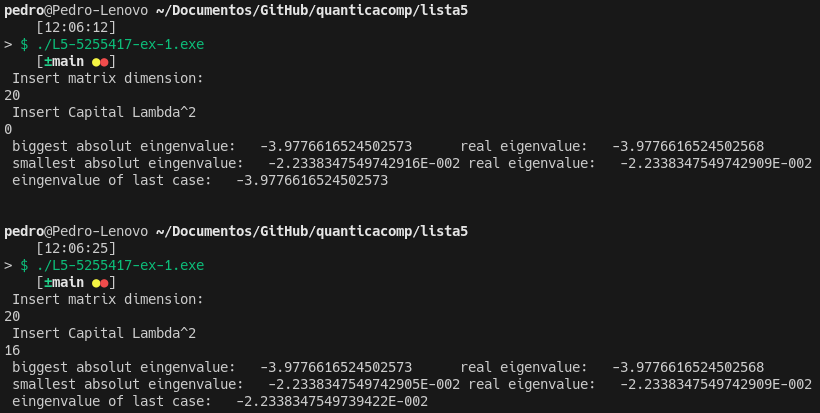 pedro@Pedro-Lenovo ~/Documentos/GitHub/quanticacomp/lista5
[12:06:12]
> $ ./L5-5255417-ex-1.exe
[±main ●●]
Insert matrix dimension:
20
Insert Capital Lambda^2
0
biggest absolut eingenvalue:   -3.9776616524502573      real eigenvalue:   -3.9776616524502568
smallest absolut eingenvalue:   -2.2338347549742916E-002 real eigenvalue:   -2.2338347549742909E-002
eingenvalue of last case:   -3.9776616524502573
pedro@Pedro-Lenovo ~/Documentos/GitHub/quanticacomp/lista5
[12:06:25]
> $ ./L5-5255417-ex-1.exe
[±main ●●]
Insert matrix dimension:
20
Insert Capital Lambda^2
16
biggest absolut eingenvalue:   -3.9776616524502573      real eigenvalue:   -3.9776616524502568
smallest absolut eingenvalue:   -2.2338347549742905E-002 real eigenvalue:   -2.2338347549742909E-002
eingenvalue of last case:   -2.2338347549739422E-002